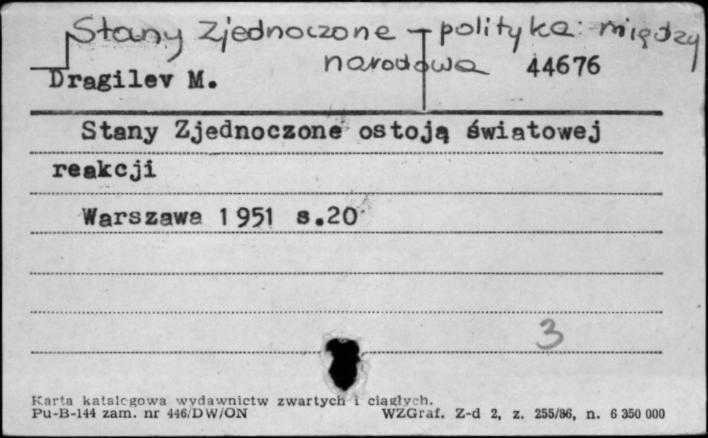 Stany Zjednoczone - polityka: między
narodowa 44676
Dragilev M.
Stany Zjednoczone ostoją światowej
reakcji
Warszawa 1951 s.20
3
Karta katalogowa wydawnictw zwartych i ciągłych.
Pu-B-144 zam. nr 446/DW/ON WZGraf. Z-d 2, z. 255/86, n. 6 350 000